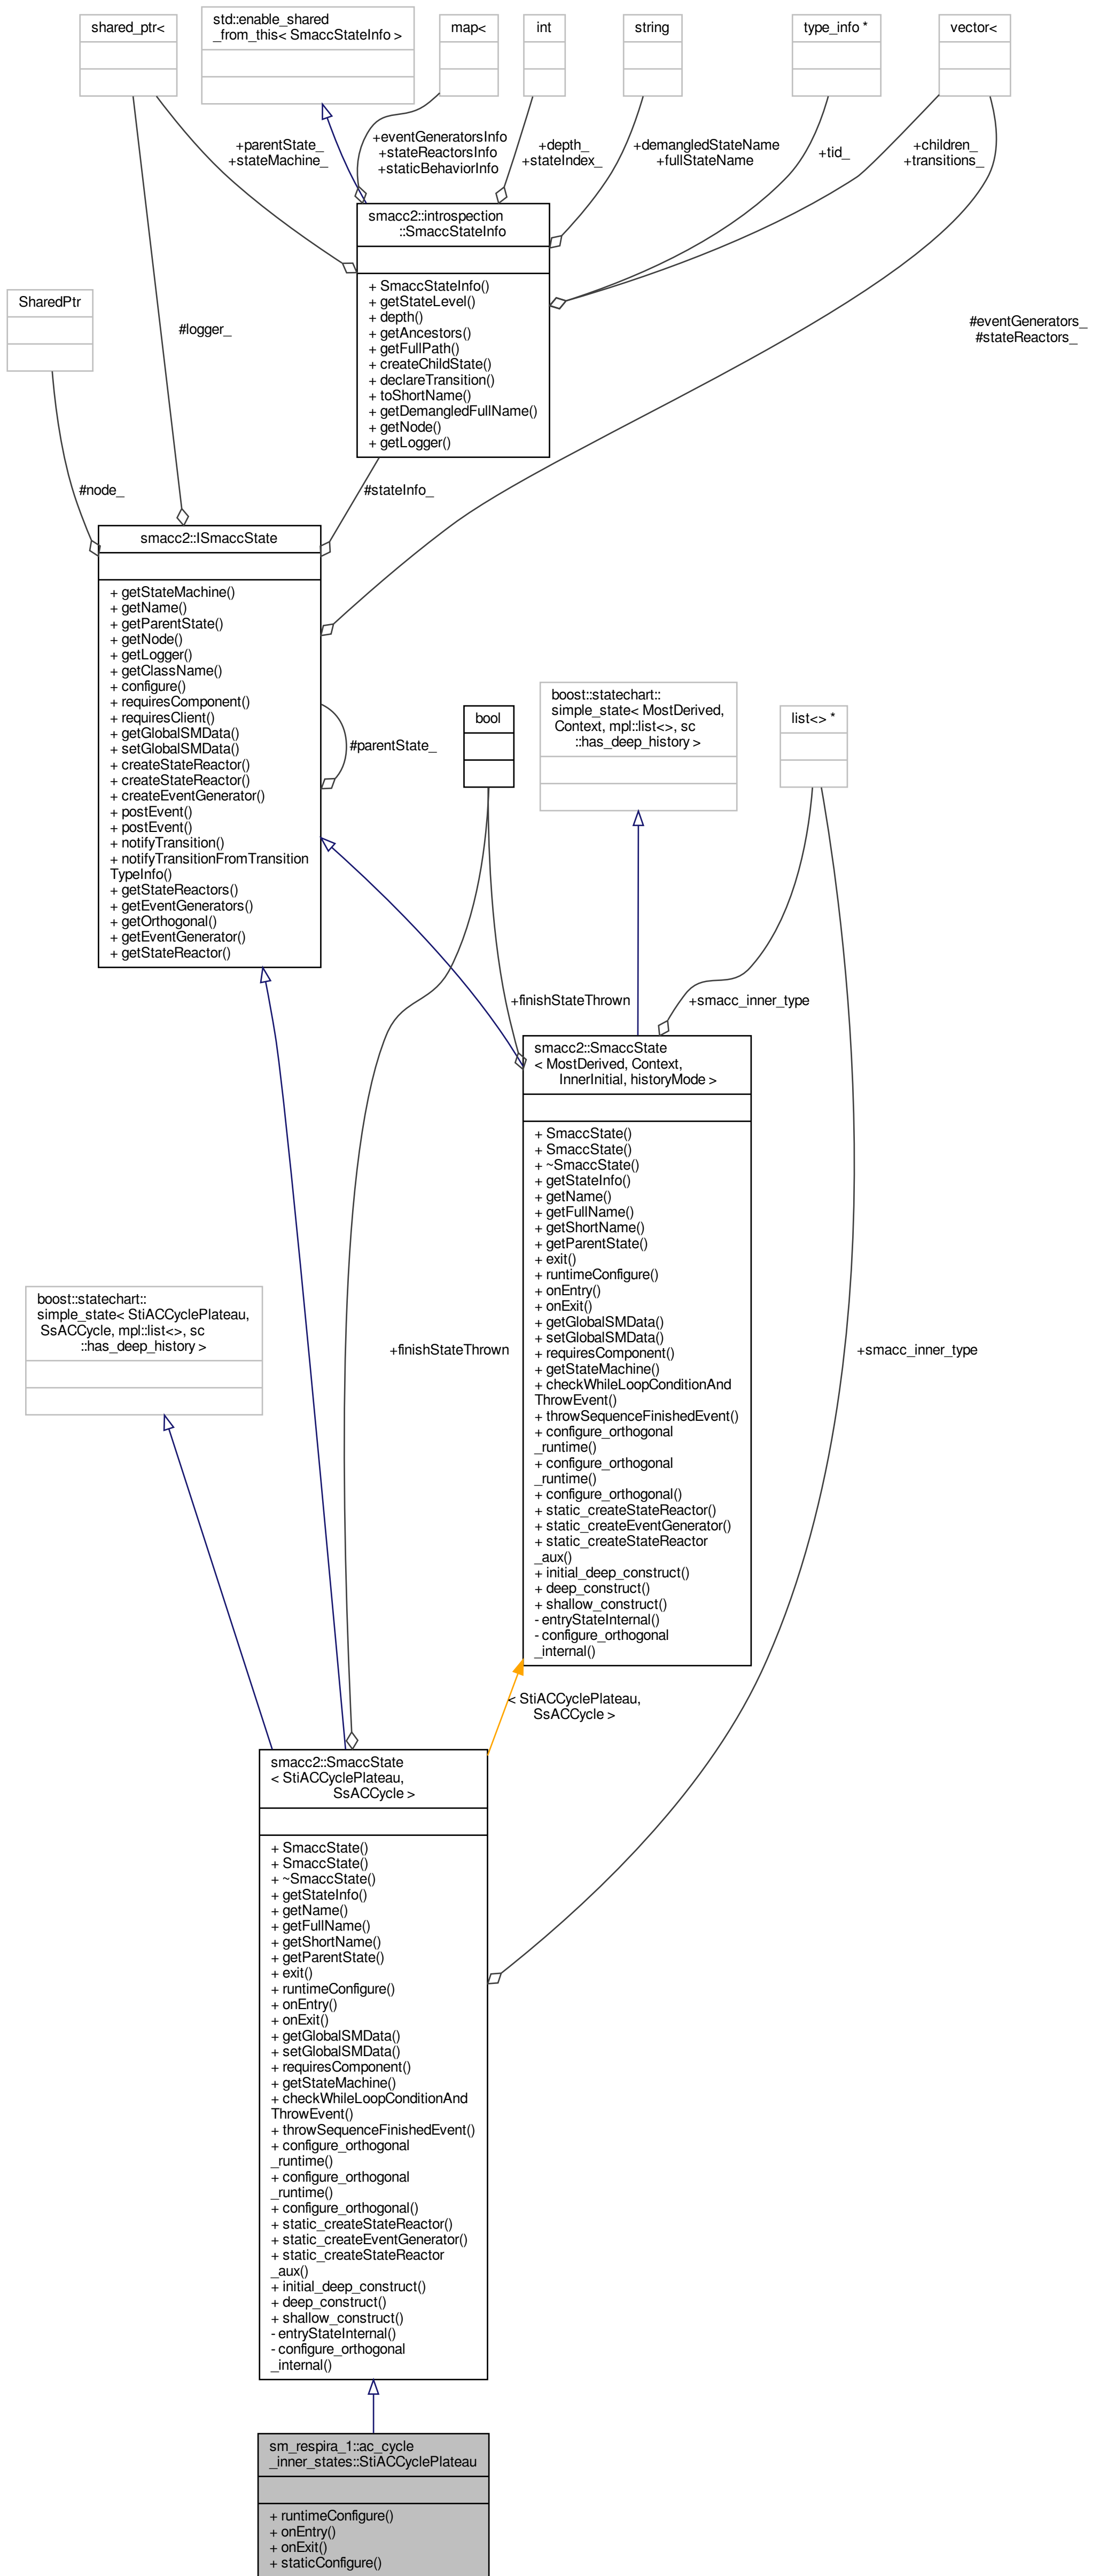 shared_ptr<
std::enable_shared
_from_this< SmaccStateInfo >
map<
int
string
type_info *
vector<
+parentState_
+stateMachine_
+eventGeneratorsInfo
+stateReactorsInfo
+staticBehaviorInfo
+depth_
+stateIndex_
+demangledStateName
+fullStateName
+tid_
+children_
+transitions_
smacc2::introspection
::SmaccStateInfo
+ SmaccStateInfo()
+ getStateLevel()
+ depth()
+ getAncestors()
+ getFullPath()
+ createChildState()
+ declareTransition()
+ toShortName()
+ getDemangledFullName()
+ getNode()
+ getLogger()
SharedPtr
#logger_
#eventGenerators_
#stateReactors_
#node_
#stateInfo_
smacc2::ISmaccState
+ getStateMachine()
+ getName()
+ getParentState()
+ getNode()
+ getLogger()
+ getClassName()
+ configure()
+ requiresComponent()
+ requiresClient()
+ getGlobalSMData()
+ setGlobalSMData()
+ createStateReactor()
+ createStateReactor()
+ createEventGenerator()
+ postEvent()
+ postEvent()
+ notifyTransition()
+ notifyTransitionFromTransition
TypeInfo()
+ getStateReactors()
+ getEventGenerators()
+ getOrthogonal()
+ getEventGenerator()
+ getStateReactor()
#parentState_
bool
boost::statechart::
simple_state< MostDerived,
Context, mpl::list<>, sc
::has_deep_history >
list<> *
+finishStateThrown
+smacc_inner_type
smacc2::SmaccState
< MostDerived, Context,
InnerInitial, historyMode >
+ SmaccState()
+ SmaccState()
+ ~SmaccState()
+ getStateInfo()
+ getName()
+ getFullName()
+ getShortName()
+ getParentState()
+ exit()
+ runtimeConfigure()
+ onEntry()
+ onExit()
+ getGlobalSMData()
+ setGlobalSMData()
+ requiresComponent()
+ getStateMachine()
+ checkWhileLoopConditionAnd
ThrowEvent()
+ throwSequenceFinishedEvent()
+ configure_orthogonal
_runtime()
+ configure_orthogonal
_runtime()
+ configure_orthogonal()
+ static_createStateReactor()
+ static_createEventGenerator()
+ static_createStateReactor
_aux()
+ initial_deep_construct()
+ deep_construct()
+ shallow_construct()
- entryStateInternal()
- configure_orthogonal
_internal()
boost::statechart::
simple_state< StiACCyclePlateau,
SsACCycle, mpl::list<>, sc
::has_deep_history >
+finishStateThrown
+smacc_inner_type
< StiACCyclePlateau,
SsACCycle >
smacc2::SmaccState
< StiACCyclePlateau,
SsACCycle >
+ SmaccState()
+ SmaccState()
+ ~SmaccState()
+ getStateInfo()
+ getName()
+ getFullName()
+ getShortName()
+ getParentState()
+ exit()
+ runtimeConfigure()
+ onEntry()
+ onExit()
+ getGlobalSMData()
+ setGlobalSMData()
+ requiresComponent()
+ getStateMachine()
+ checkWhileLoopConditionAnd
ThrowEvent()
+ throwSequenceFinishedEvent()
+ configure_orthogonal
_runtime()
+ configure_orthogonal
_runtime()
+ configure_orthogonal()
+ static_createStateReactor()
+ static_createEventGenerator()
+ static_createStateReactor
_aux()
+ initial_deep_construct()
+ deep_construct()
+ shallow_construct()
- entryStateInternal()
- configure_orthogonal
_internal()
sm_respira_1::ac_cycle
_inner_states::StiACCyclePlateau
+ runtimeConfigure()
+ onEntry()
+ onExit()
+ staticConfigure()